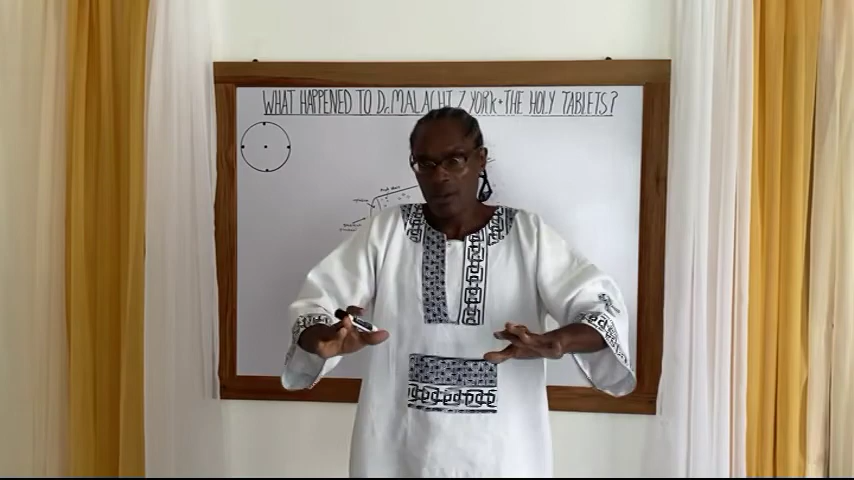 WHAT HAPPENED TO Dr. MALACHI Z YORK + THE HOLY TABLETS?